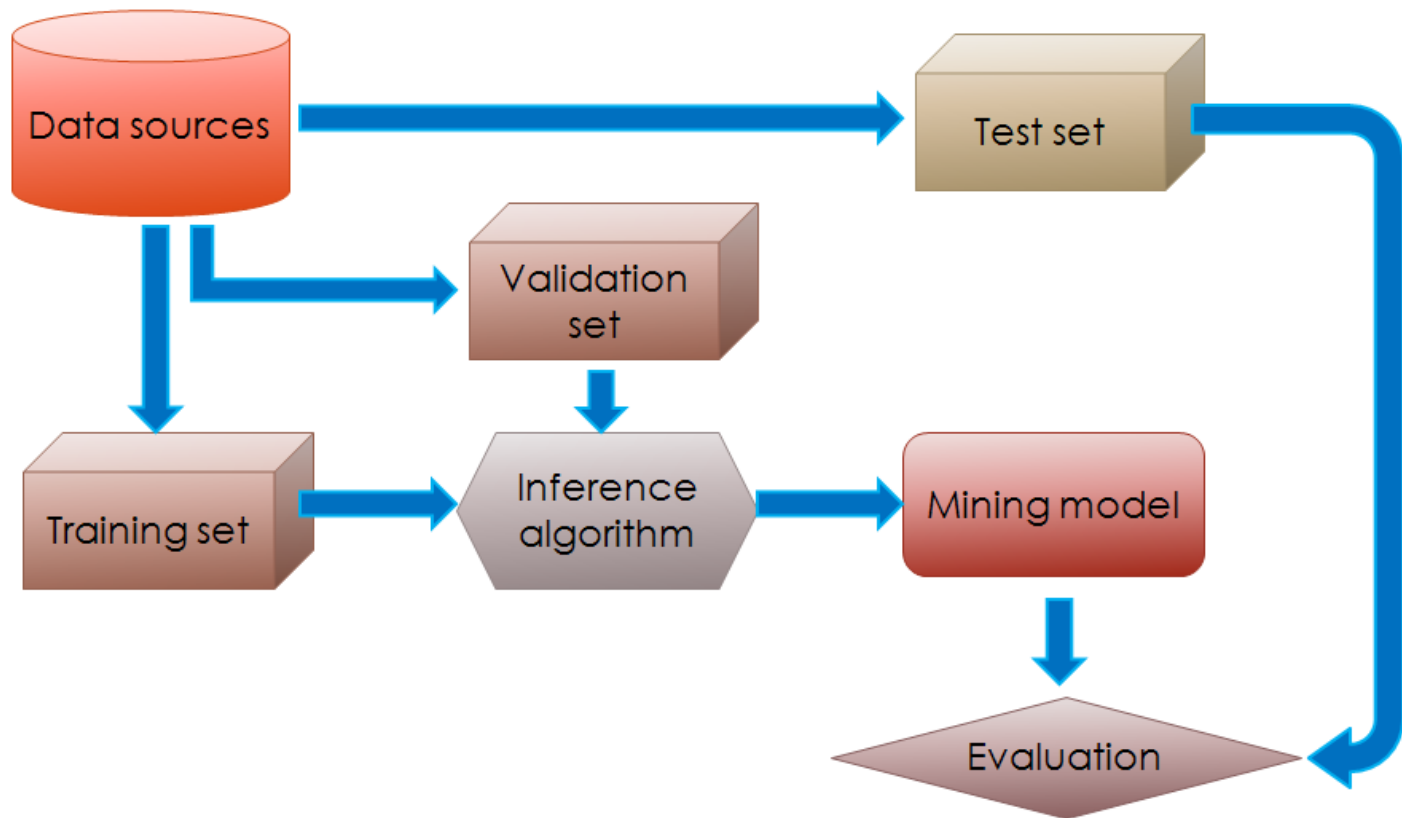 Data sources
Test set
Validation
set
Training set
Inference
algorithm
Mining model
Evaluation